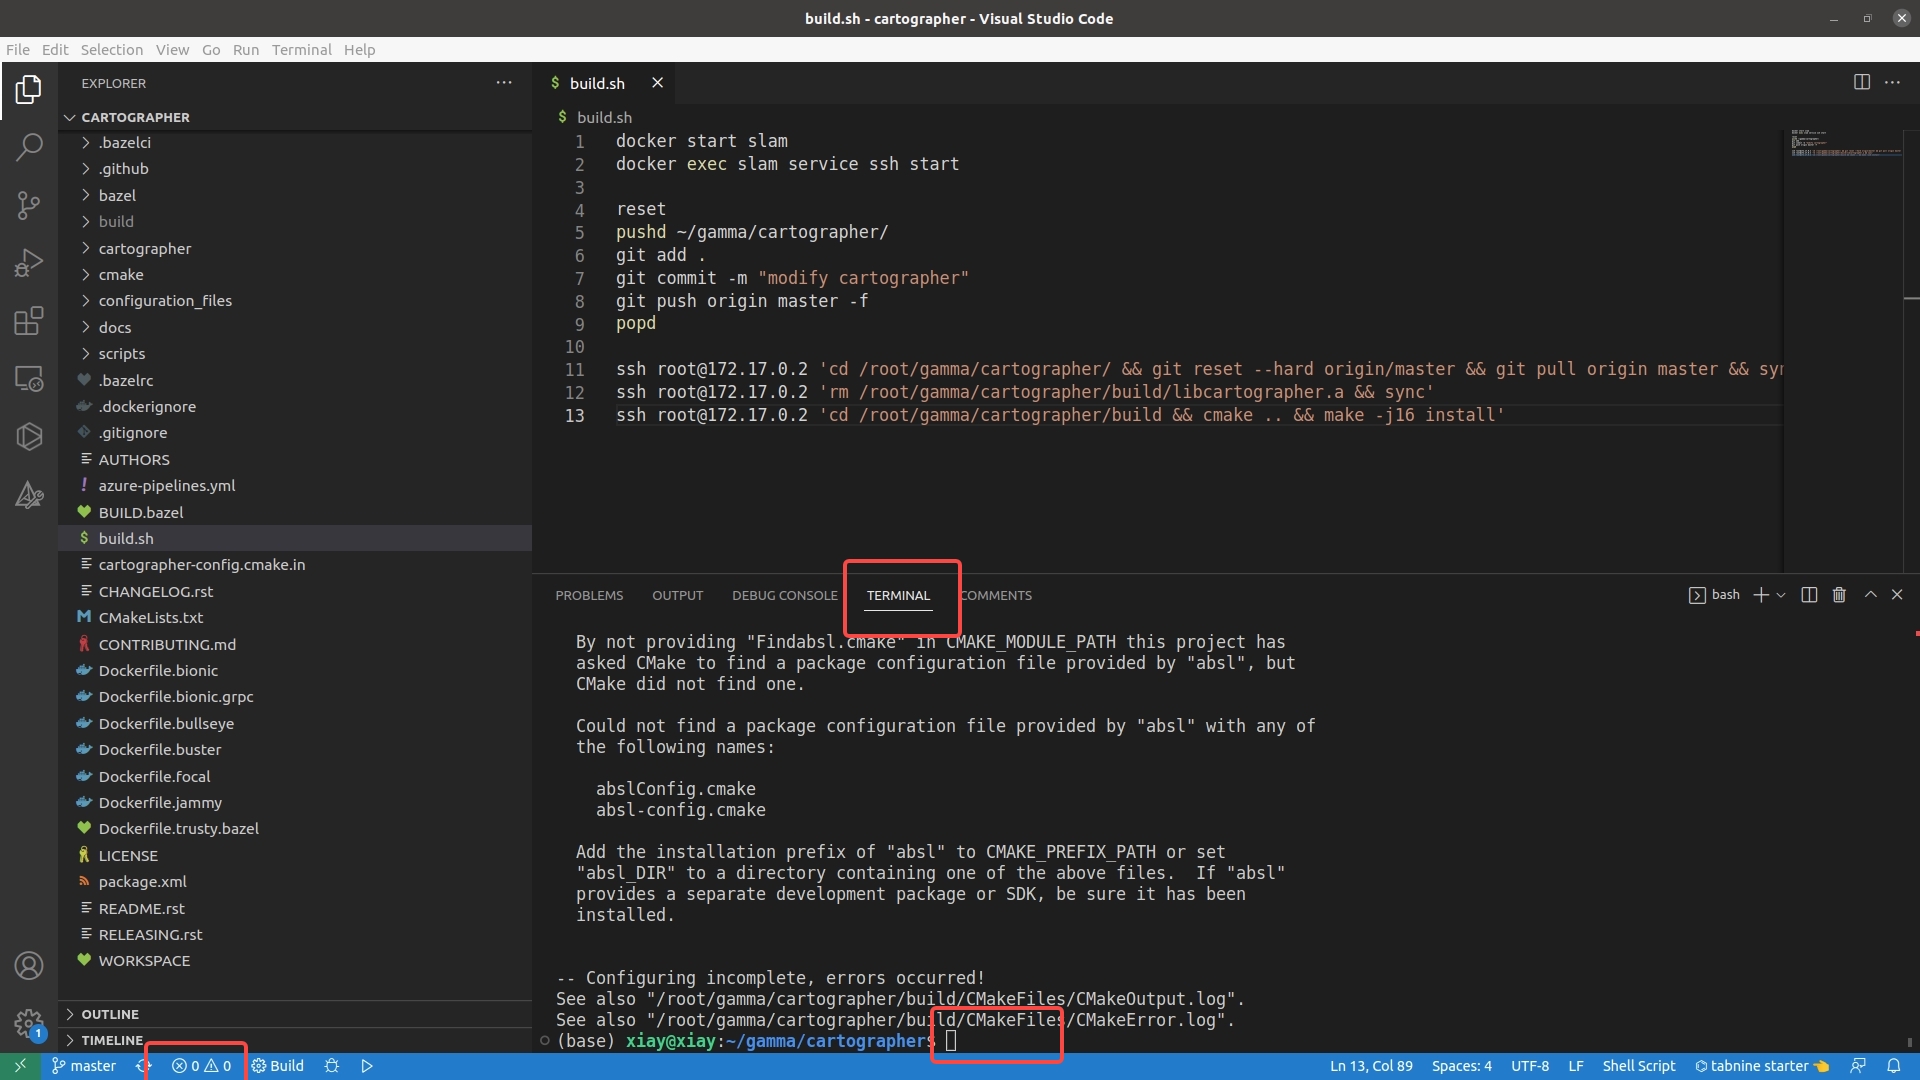 build.sh - cartographer - Visual Studio Code
File Edit Selection View Go Run Terminal Help
EXPLORER
CARTOGRAPHER
.bazelci
.github
bazel
build
cartographer
cmake
configuration_files
docs
scripts
.bazelrc
.dockerignore
.gitignore
AUTHORS
azure-pipelines.yml
BUILD.bazel
build.sh
cartographer-config.cmake.in
CHANGELOG.rst
CMakeLists.txt
CONTRIBUTING.md
Dockerfile.bionic
Dockerfile.bionic.grpc
Dockerfile.bullseye
Dockerfile.buster
Dockerfile.focal
Dockerfile.jammy
Dockerfile.trusty.bazel
LICENSE
package.xml
README.rst
RELEASING.rst
WORKSPACE
OUTLINE
TIMELINE
1
$ build.sh
$ build.sh
1 docker start slam
2 docker exec slam service ssh start
3
4 reset
5 pushd ~/gamma/cartographer/
6 git add .
7 git commit -m "modify cartographer"
8 git push origin master -f
9 popd
10
11 ssh root@172.17.0.2 'cd /root/gamma/cartographer/ && git reset --hard origin/master && git pull origin master && syn
12 ssh root@172.17.0.2 'rm /root/gamma/cartographer/build/libcartographer.a && sync'
13 ssh root@172.17.0.2 'cd /root/gamma/cartographer/build && cmake .. && make -j16 install'
PROBLEMS OUTPUT DEBUG CONSOLE TERMINAL COMMENTS bash
By not providing "Findabsl.cmake" in CMAKE_MODULE_PATH this project has
asked CMake to find a package configuration file provided by "absl", but
CMake did not find one.
Could not find a package configuration file provided by "absl" with any of
the following names:
abslConfig.cmake
absl-config.cmake
Add the installation prefix of "absl" to CMAKE_PREFIX_PATH or set
"absl_DIR" to a directory containing one of the above files.  If "absl"
provides a separate development package or SDK, be sure it has been
installed.
-- Configuring incomplete, errors occurred!
See also "/root/gamma/cartographer/build/CMakeFiles/CMakeOutput.log".
See also "/root/gamma/cartographer/build/CMakeFiles/CMakeError.log".
(base) xiay@xiay:~/gamma/cartographer$
master 0 0 Build Ln 13, Col 89 Spaces: 4 UTF-8 LF Shell Script tabnine starter